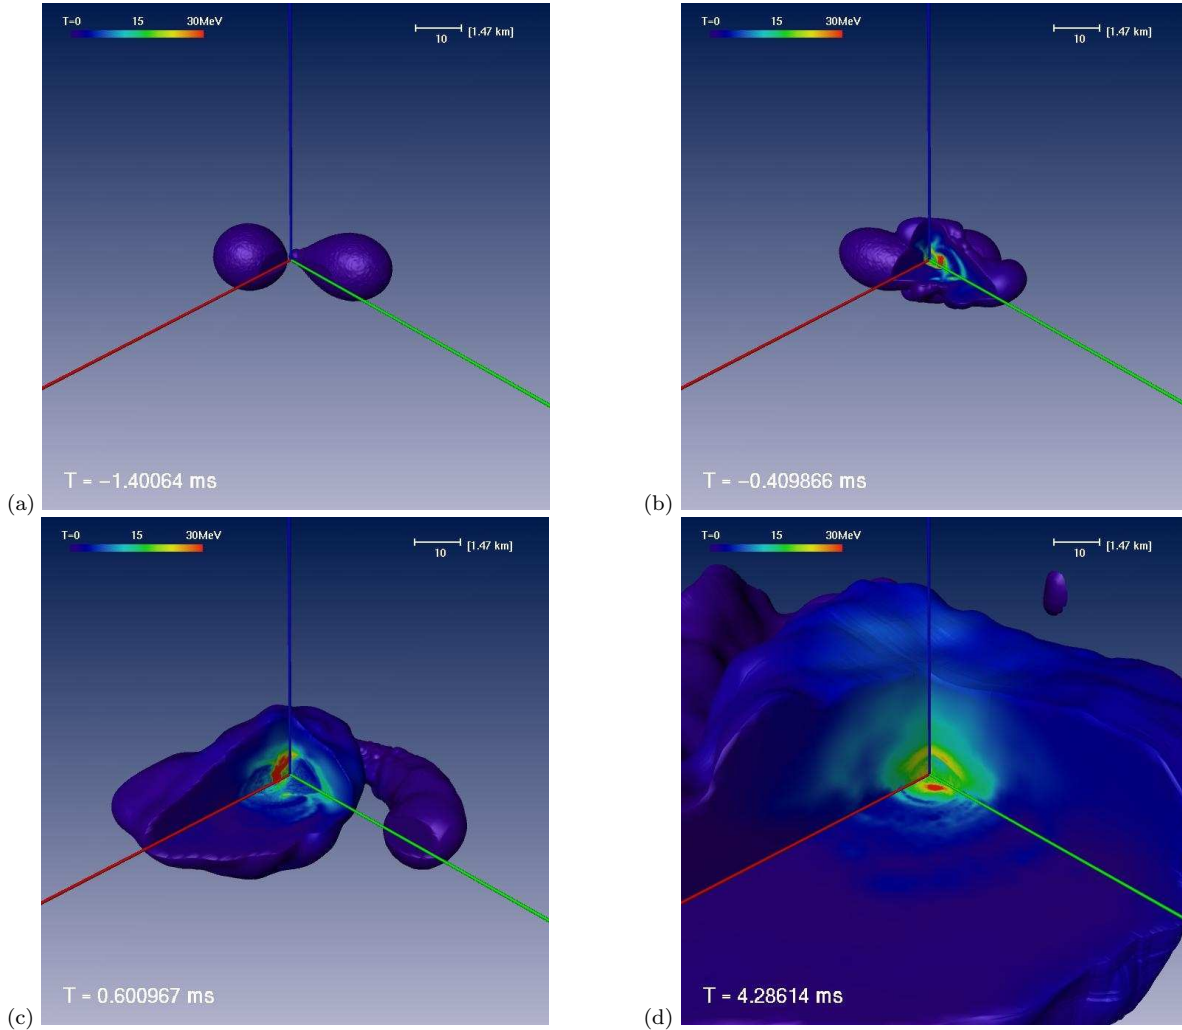 T=0 15 30MeV
10 [1.47 km]
T = −1.40064 ms
(a)
T=0 15 30MeV
10 [1.47 km]
T = −0.409866 ms
(b)
T=0 15 30MeV
10 [1.47 km]
T = 0.600967 ms
(c)
T=0 15 30MeV
10 [1.47 km]
T = 4.28614 ms
(d)